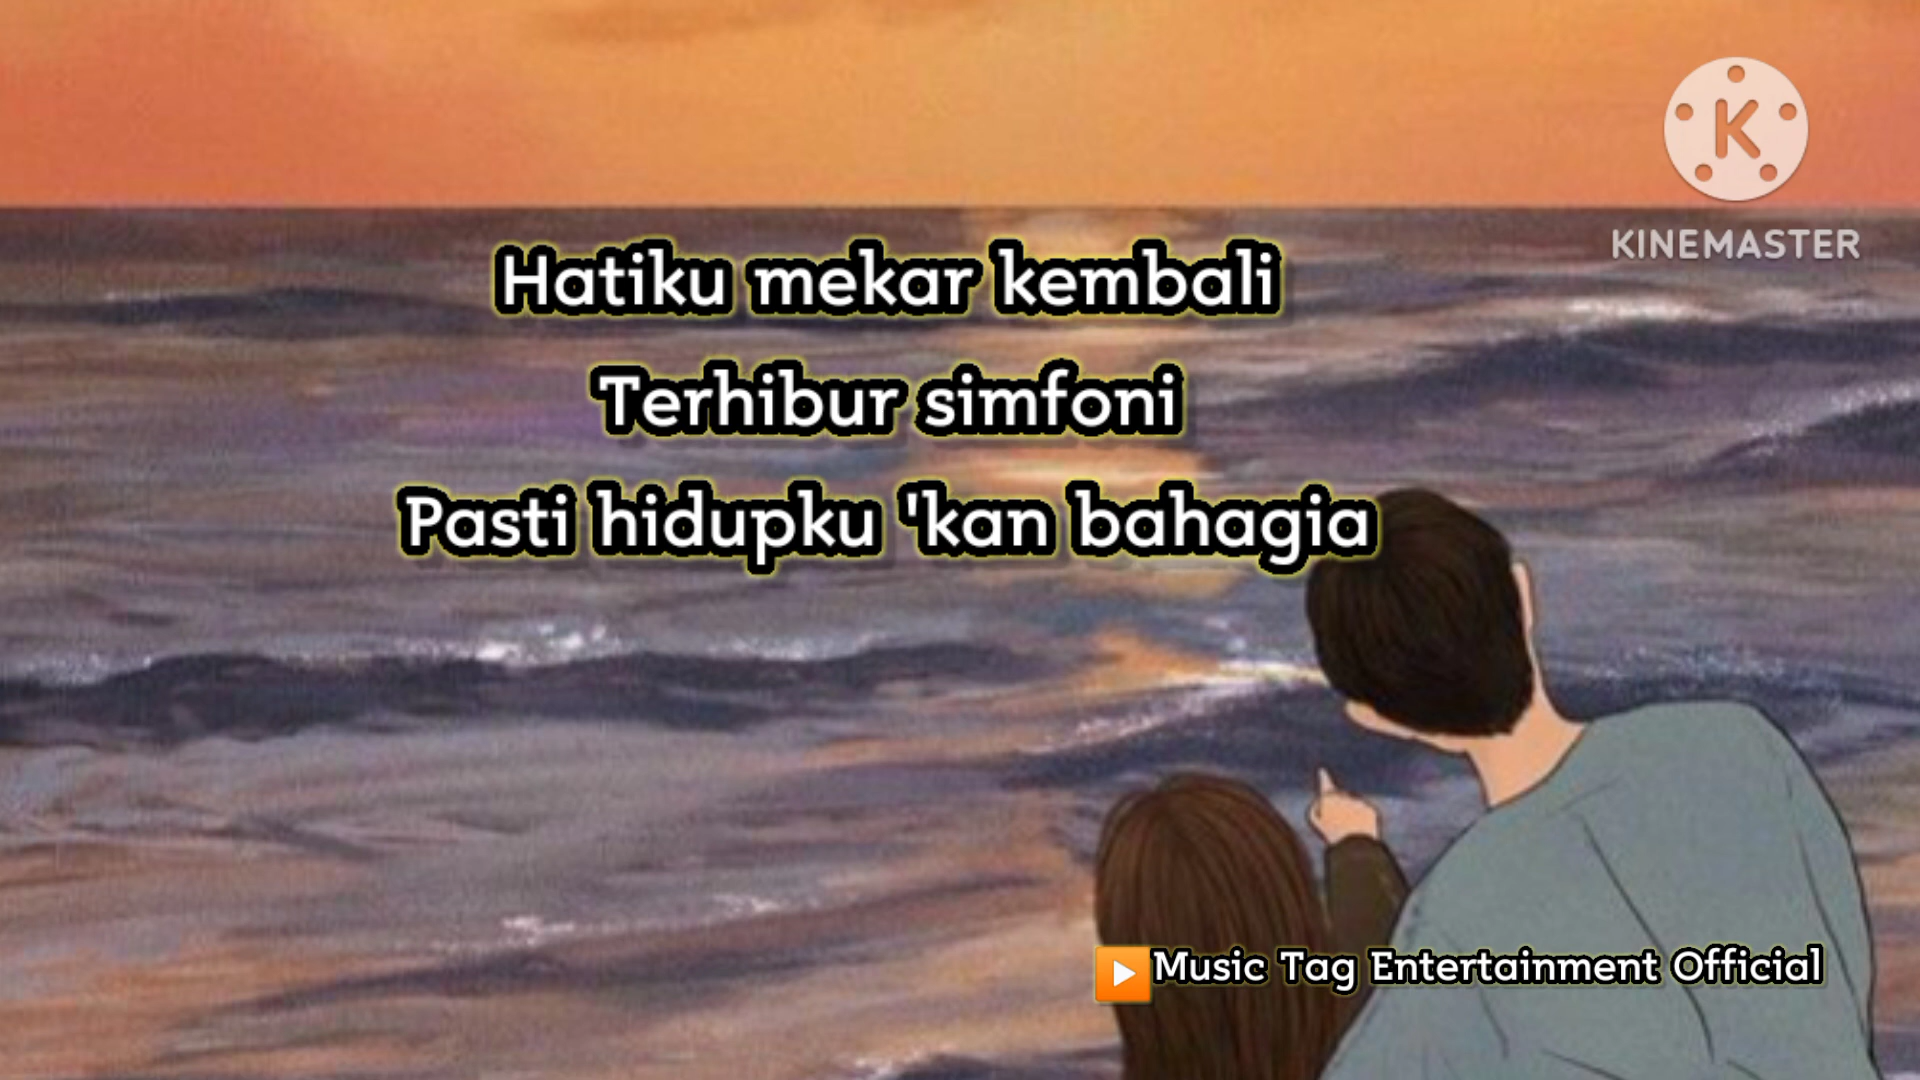 K
KINEMASTER
Hatiku mekar kembali
Terhibur simfoni
Pasti hidupku 'kan bahagia
Music Tag Entertainment Official